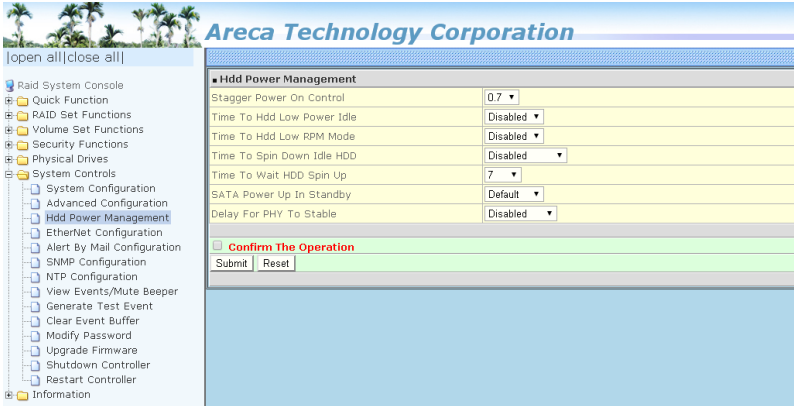 Areca Technology Corporation
|open all|close all|
Raid System Console
Quick Function
RAID Set Functions
Volume Set Functions
Security Functions
Physical Drives
System Controls
System Configuration
Advanced Configuration
Hdd Power Management
EtherNet Configuration
Alert By Mail Configuration
SNMP Configuration
NTP Configuration
View Events/Mute Beeper
Generate Test Event
Clear Event Buffer
Modify Password
Upgrade Firmware
Shutdown Controller
Restart Controller
Information
Hdd Power Management
Stagger Power On Control 0.7
Time To Hdd Low Power Idle Disabled
Time To Hdd Low RPM Mode Disabled
Time To Spin Down Idle HDD Disabled
Time To Wait HDD Spin Up 7
SATA Power Up In Standby Default
Delay For PHY To Stable Disabled
Confirm The Operation
Submit Reset